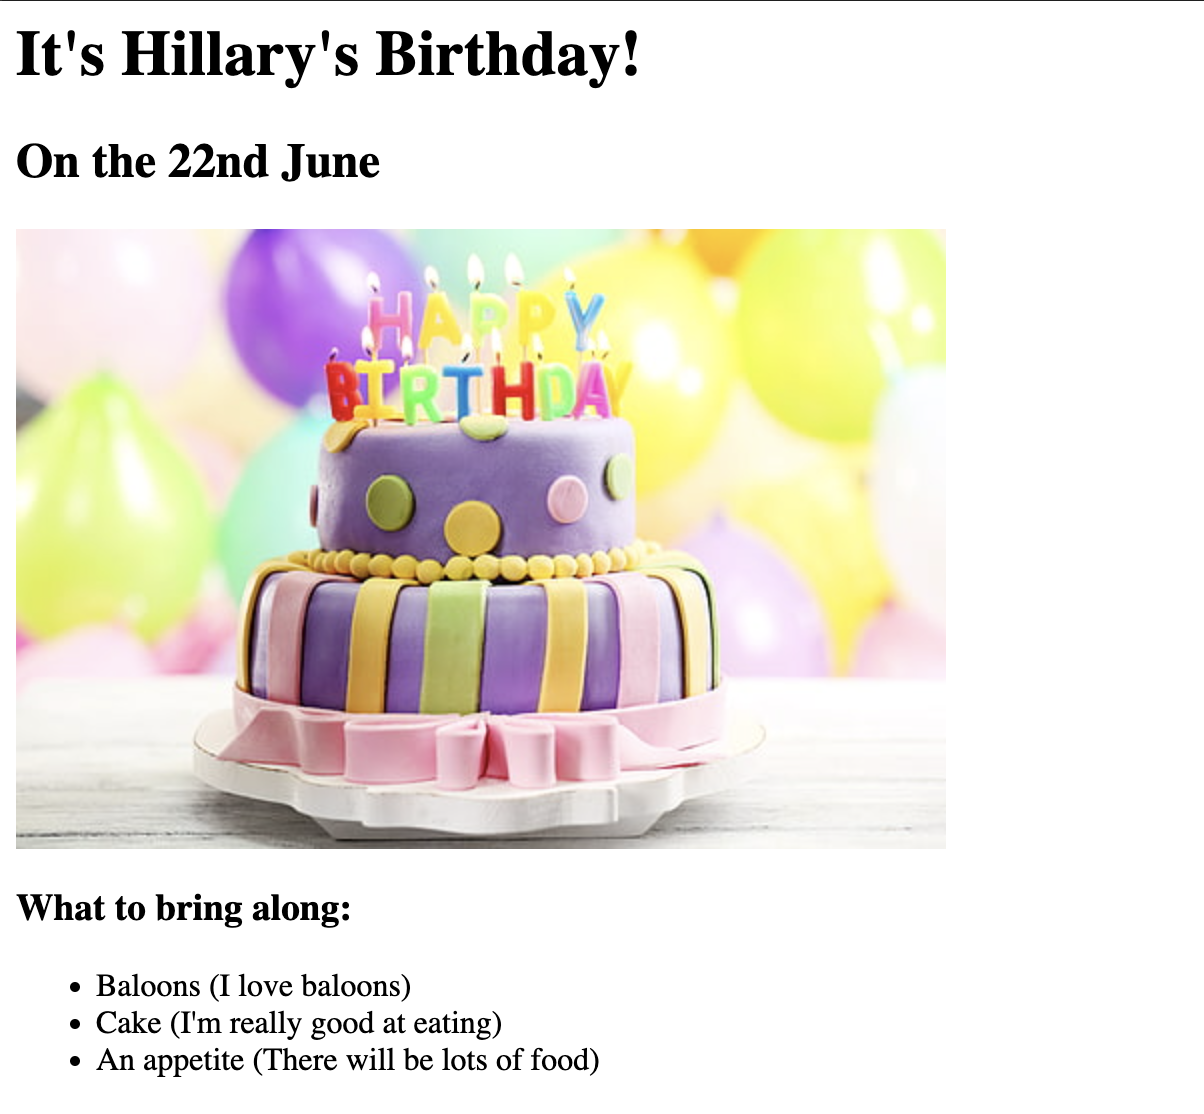 It's Hillary's Birthday!
On the 22nd June
HAPPY
BIRTHDAY
What to bring along:
Baloons (I love baloons)
Cake (I'm really good at eating)
An appetite (There will be lots of food)